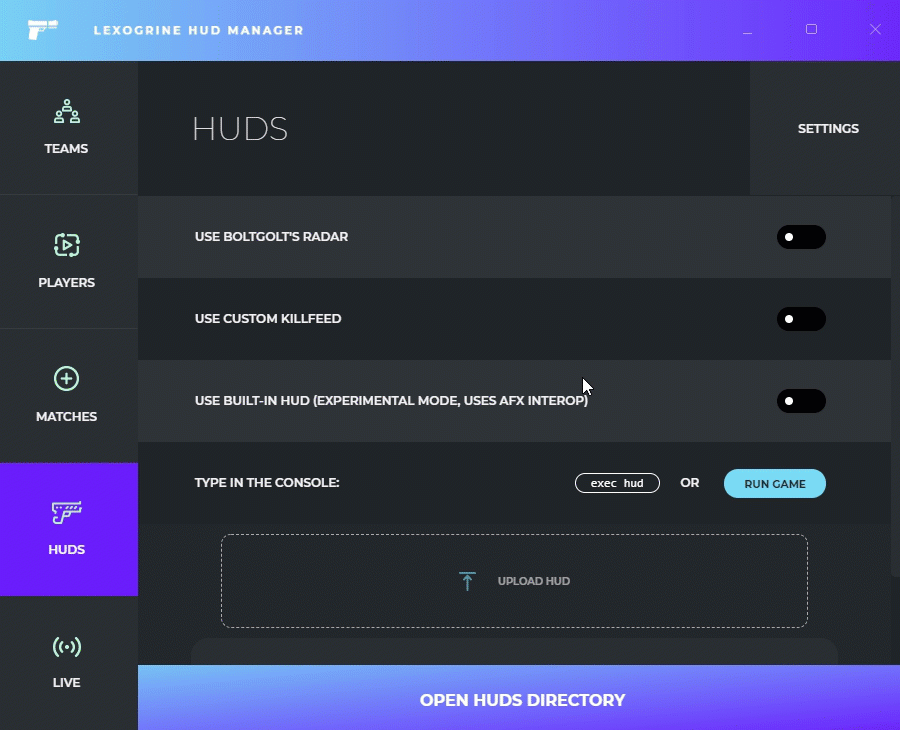 LEXOGRINE HUD MANAGER
TEAMS
PLAYERS
MATCHES
HUDS
LIVE
HUDS
SETTINGS
USE BOLTGOLT'S RADAR
USE CUSTOM KILLFEED
USE BUILT-IN HUD (EXPERIMENTAL MODE, USES AFX INTEROP)
TYPE IN THE CONSOLE: exec hud OR RUN GAME
UPLOAD HUD
OPEN HUDS DIRECTORY